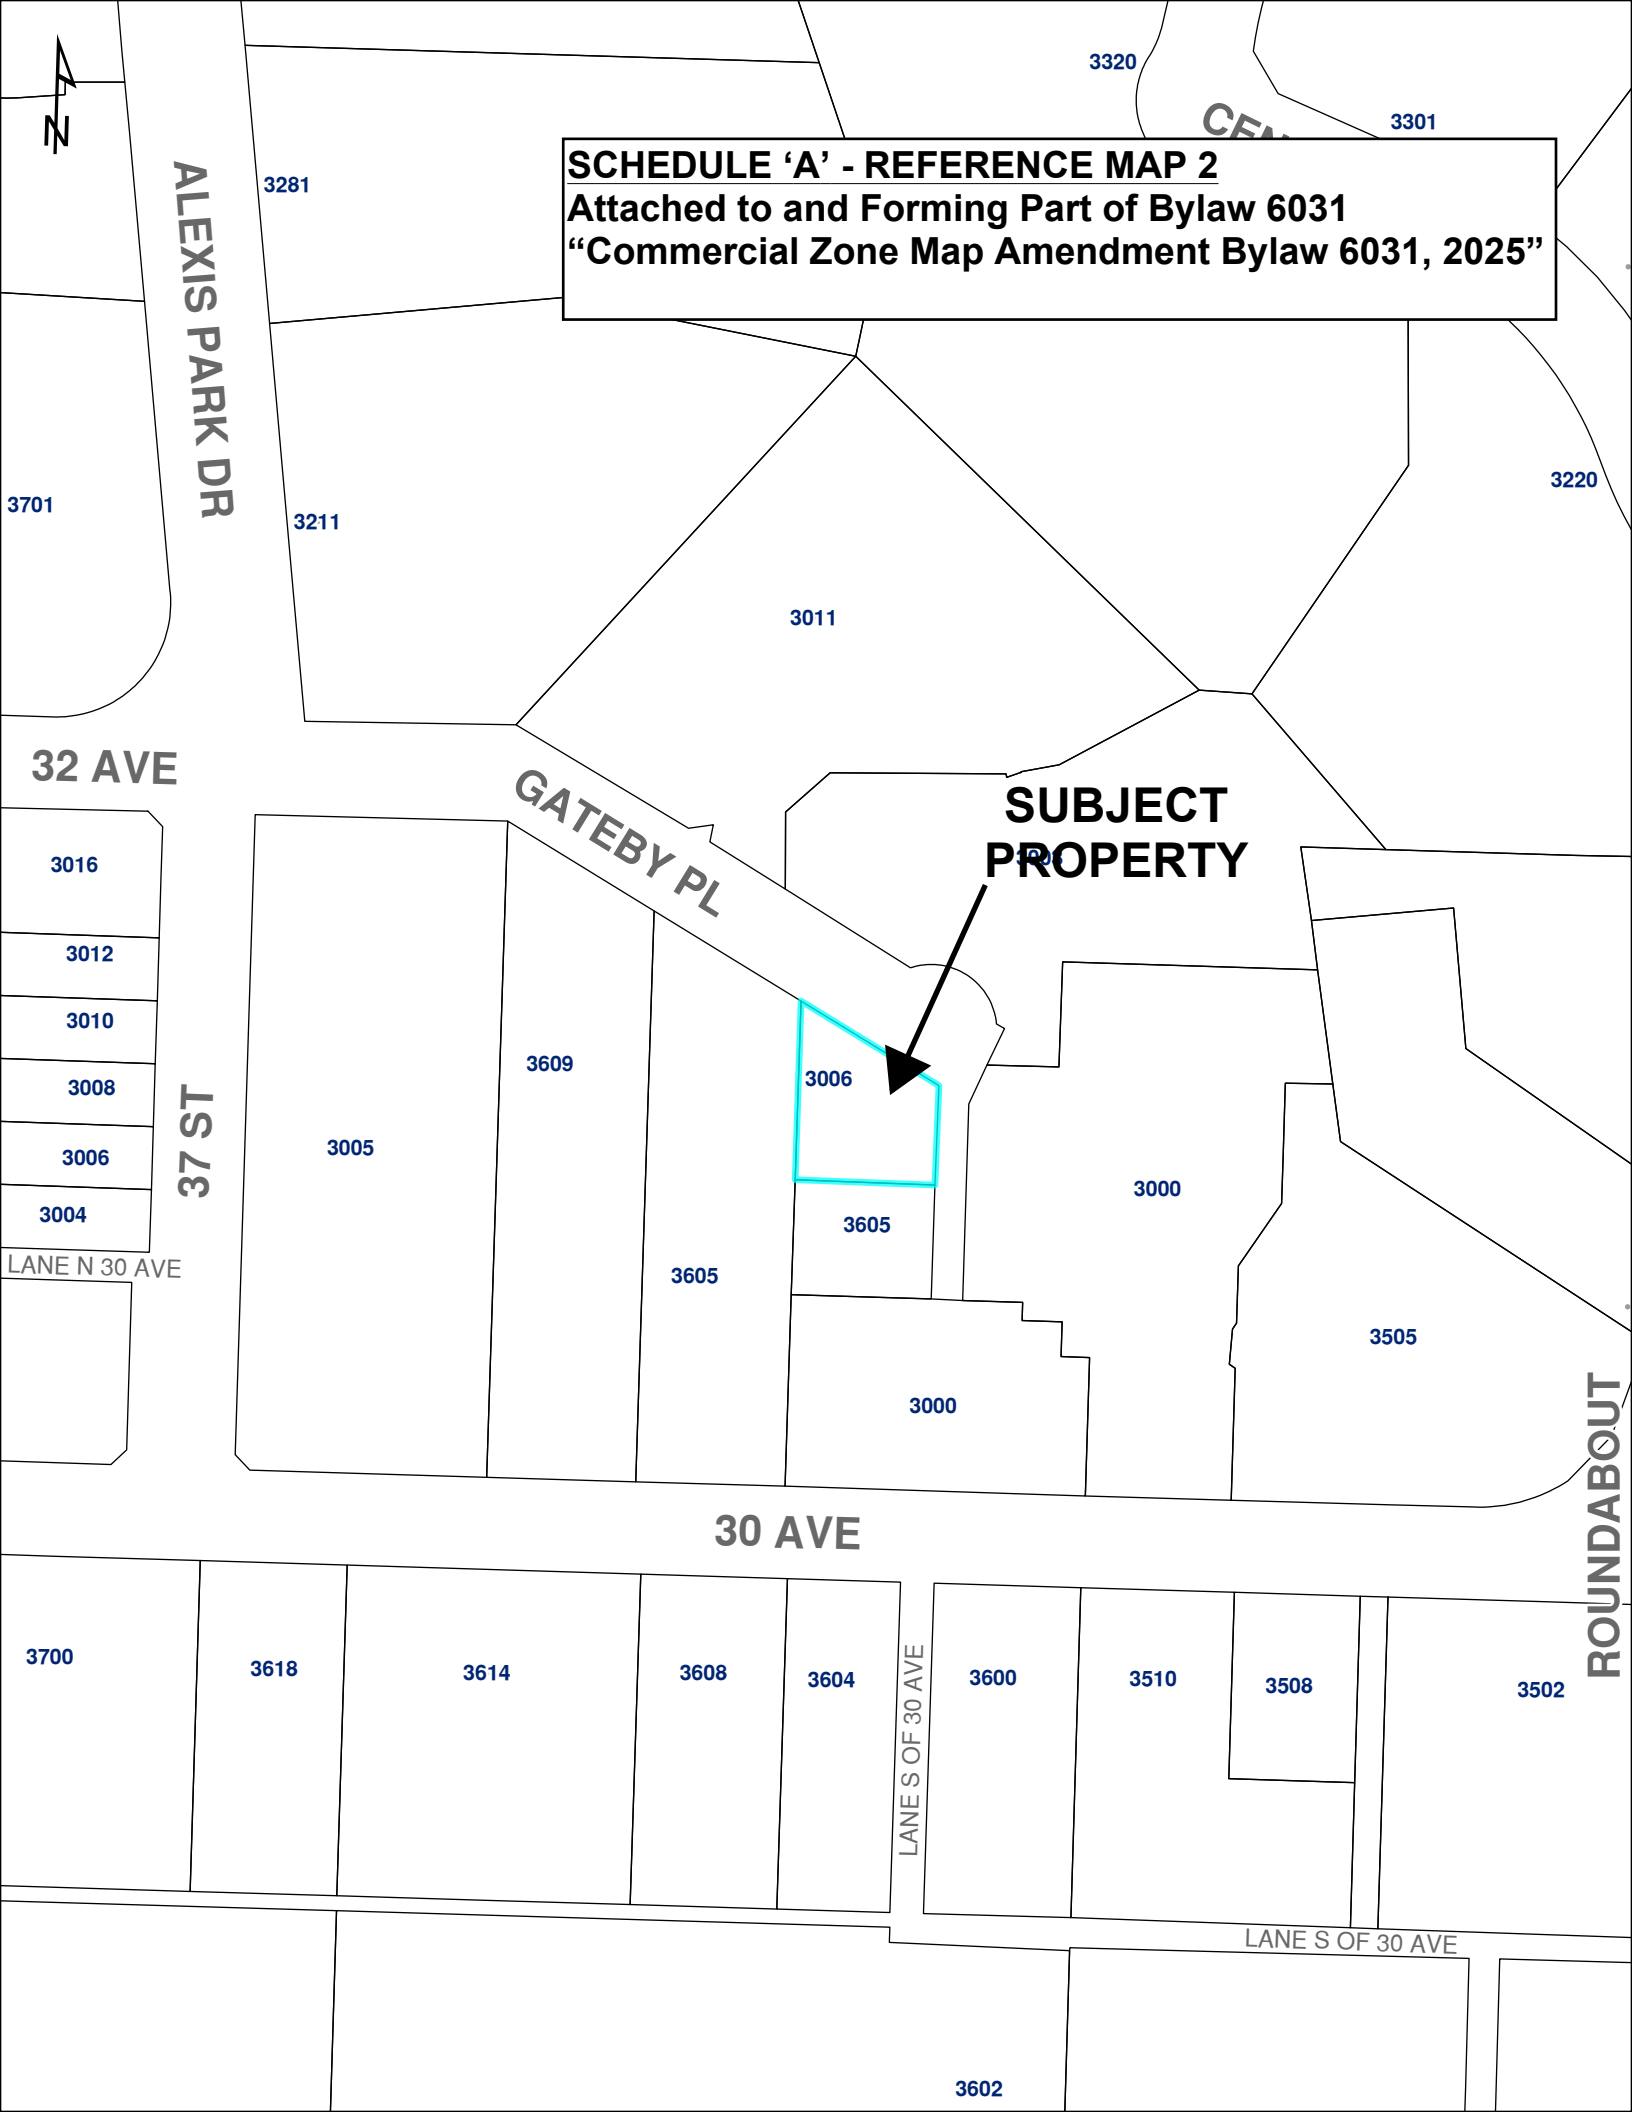 N
3320
CEN
3301
SCHEDULE ‘A’ - REFERENCE MAP 2
Attached to and Forming Part of Bylaw 6031
“Commercial Zone Map Amendment Bylaw 6031, 2025”
3281
ALEXIS PARK DR
3220
3701
3211
3011
32 AVE
GATEBY PL
SUBJECT
PROPERTY
3016
3012
3010
3609
3006
3008
37 ST
3005
3006
3000
3004
3605
LANE N 30 AVE
3605
3505
3000
ROUNDABOUT
30 AVE
3700
3618
3614
3608
3604
LANE S OF 30 AVE
3600
3510
3508
3502
LANE S OF 30 AVE
3602